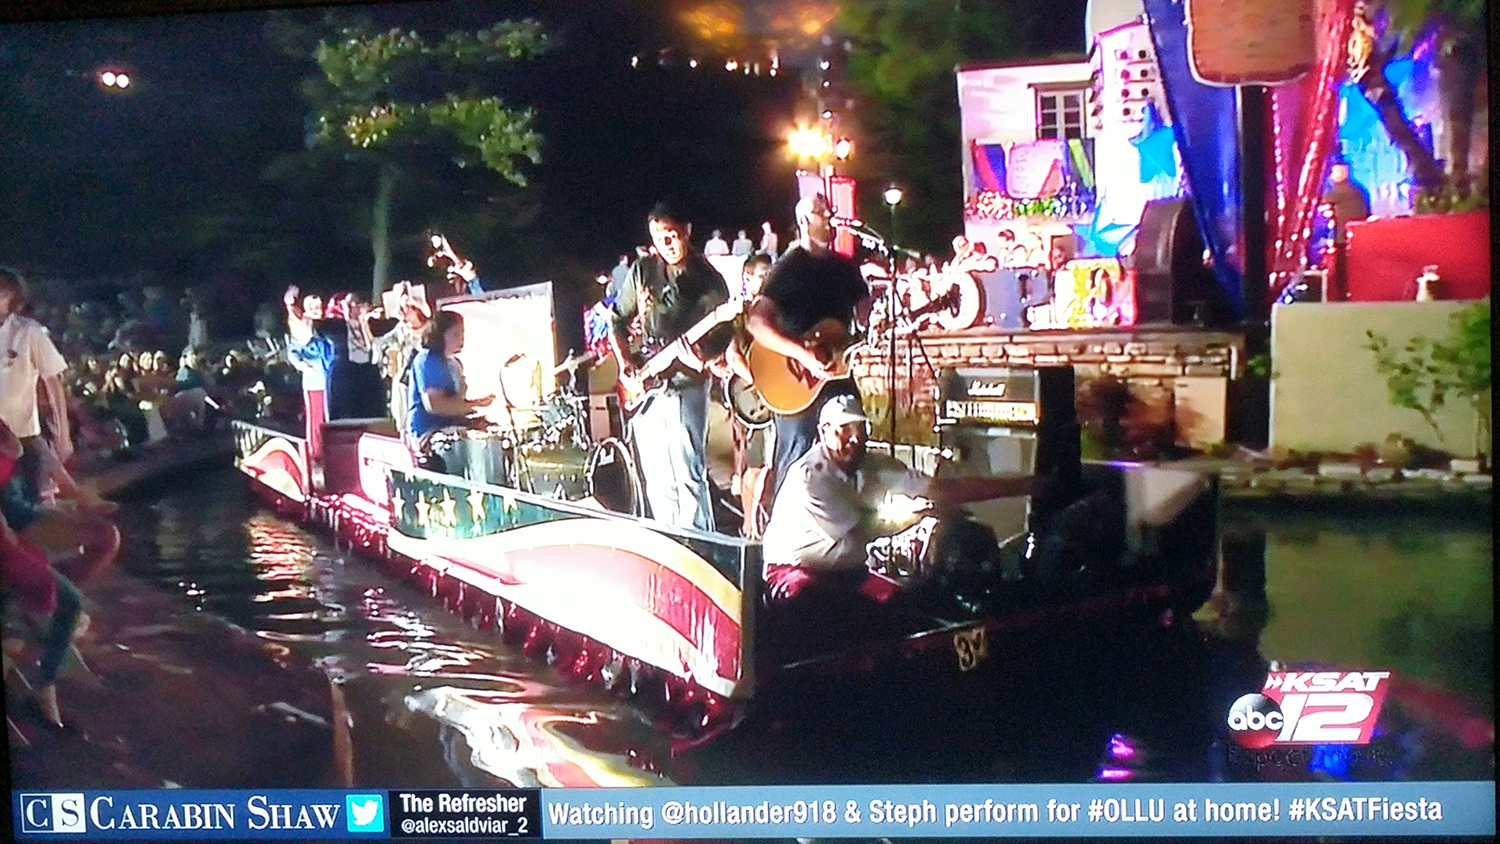 Marshall
37
KSAT
abc 12
CS CARABIN SHAW
The Refresher
@alexsaldviar_2
Watching @hollander918 & Steph perform for #OLLU at home! #KSATFiesta